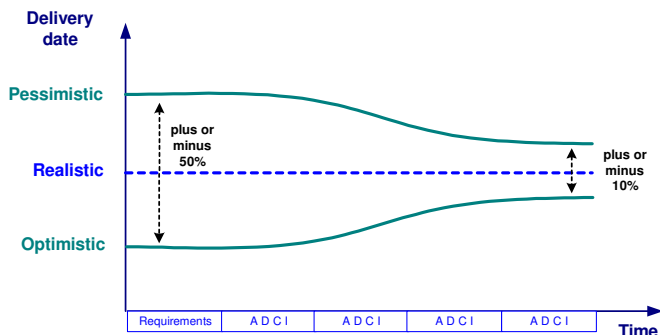 Delivery
date
Pessimistic
plus or
minus
50%
Realistic
plus or
minus
10%
Optimistic
Requirements
A D C I
A D C I
A D C I
A D C I
Time